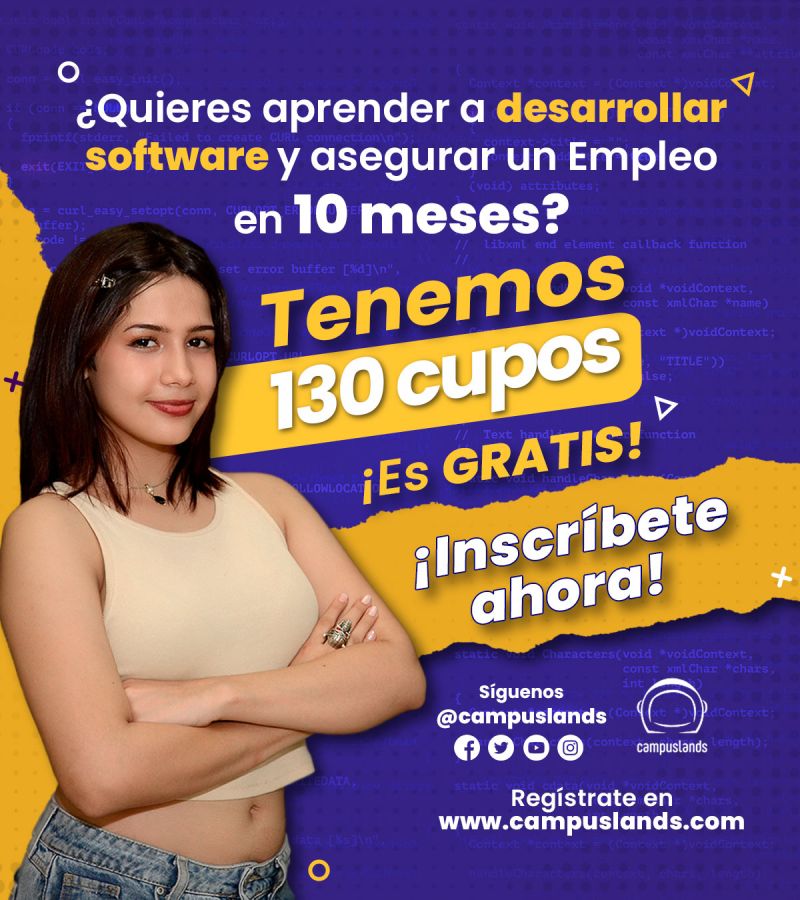 ¿Quieres aprender a desarrollar
software y asegurar un Empleo
en 10 meses?
Tenemos
130 cupos
¡Es GRATIS!
¡Inscríbete
ahora!
Síguenos
@campuslands
campuslands
Regístrate en
www.campuslands.com